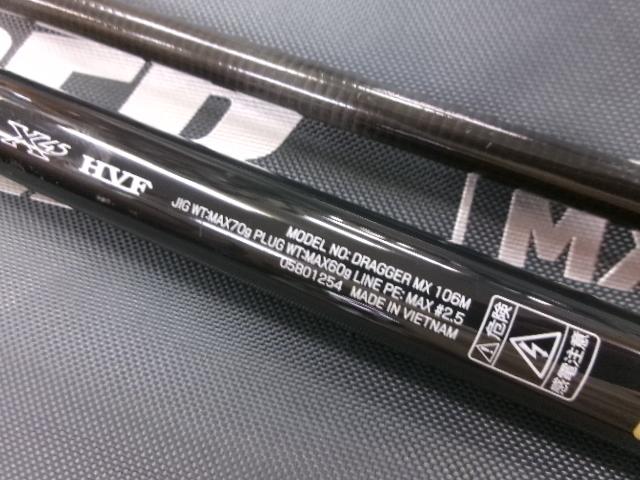 X45 HVF
MODEL NO: DRAGGER MX 106M
JIG WT:MAX70g PLUG WT:MAX60g LINE PE: MAX #2.5
05801254 MADE IN VIETNAM
危険
感電注意